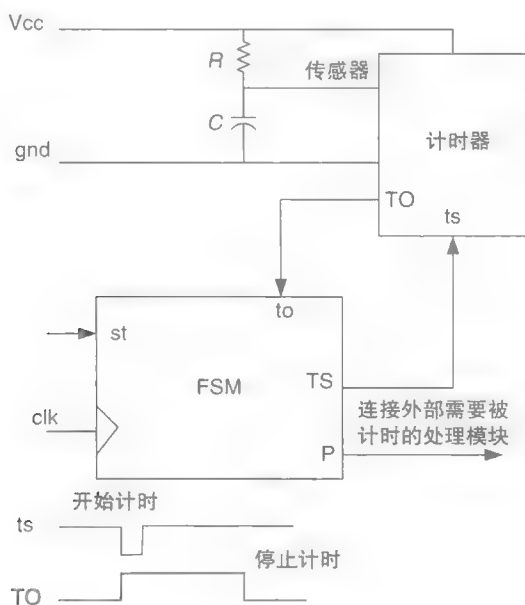 Vcc
R
传感器
C
计时器
gnd
TO
ts
to
st
FSM
TS
clk
连接外部需要被
计时的处理模块
P
开始计时
ts
停止计时
TO